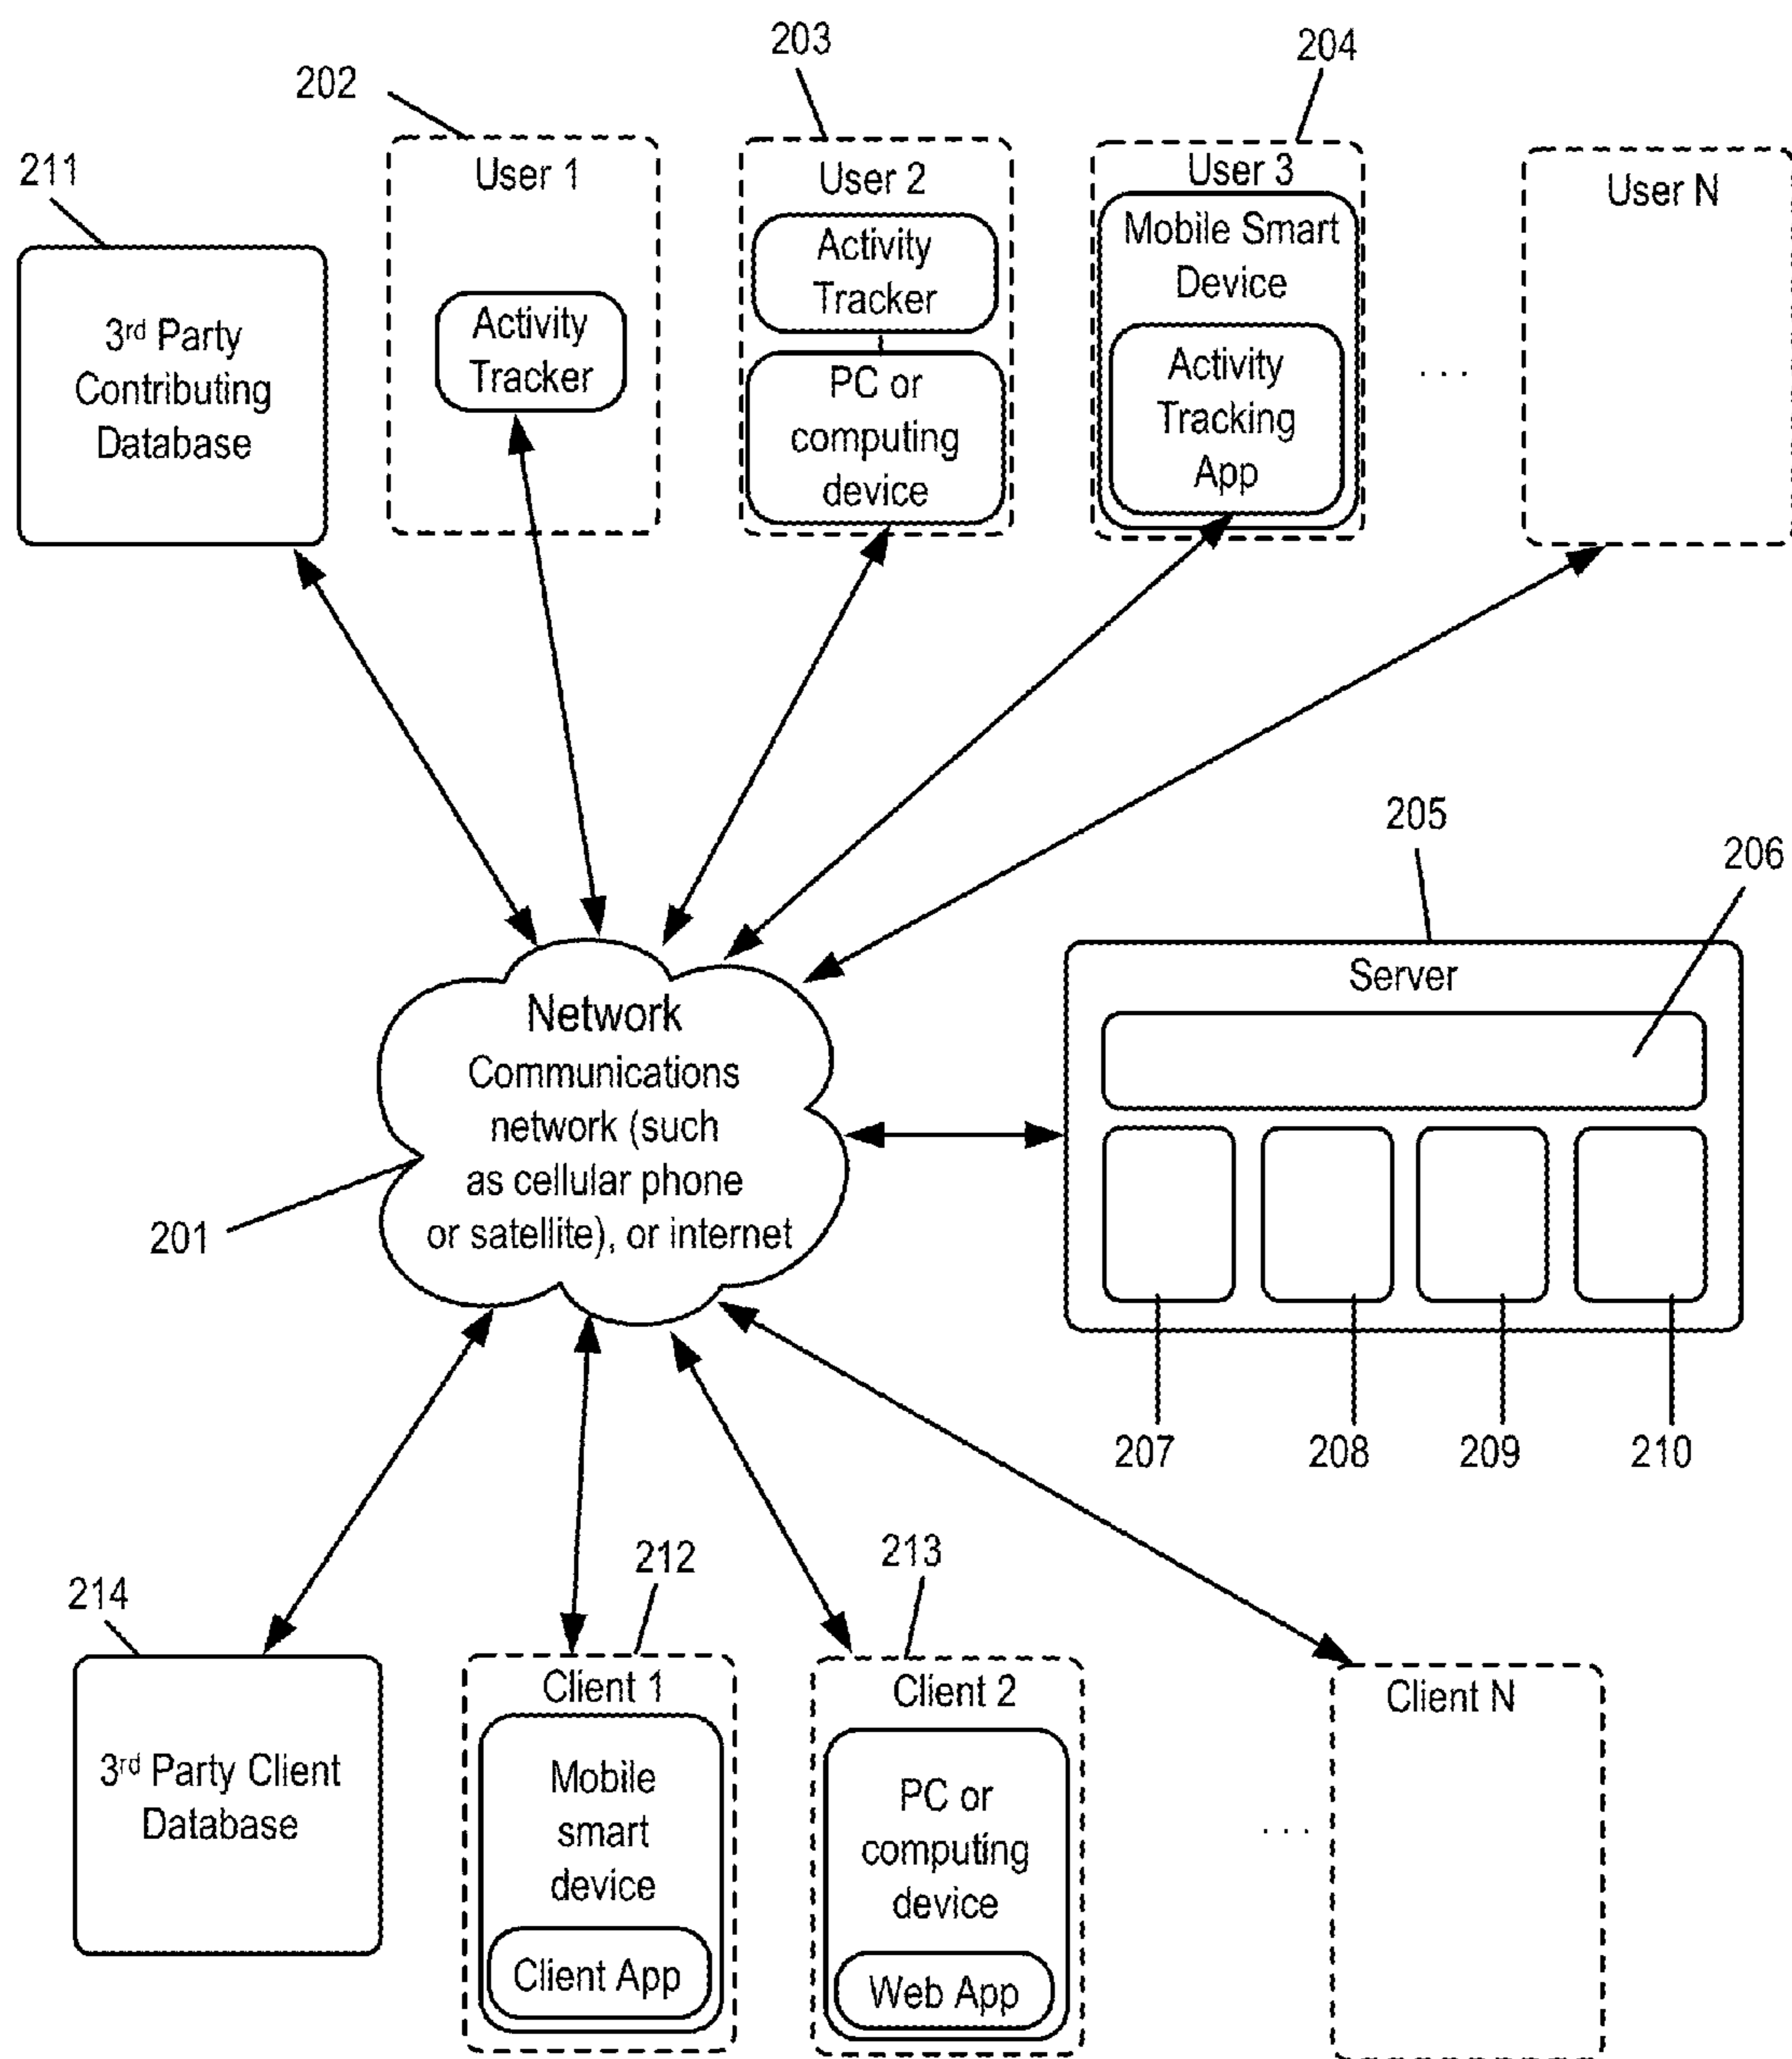 203
204
202
211
User 1
User 2
User 3
User N
3rd Party
Contributing
Database
Activity
Tracker
Activity
Tracker
PC or
computing
device
Mobile Smart
Device
Activity
Tracking
App
. . .
205
206
Server
Network
Communications
network (such
as cellular phone
or satellite), or internet
201
207
208
209
210
212
213
214
3rd Party Client
Database
Client 1
Mobile
smart
device
Client App
Client 2
PC or
computing
device
Web App
. . .
Client N